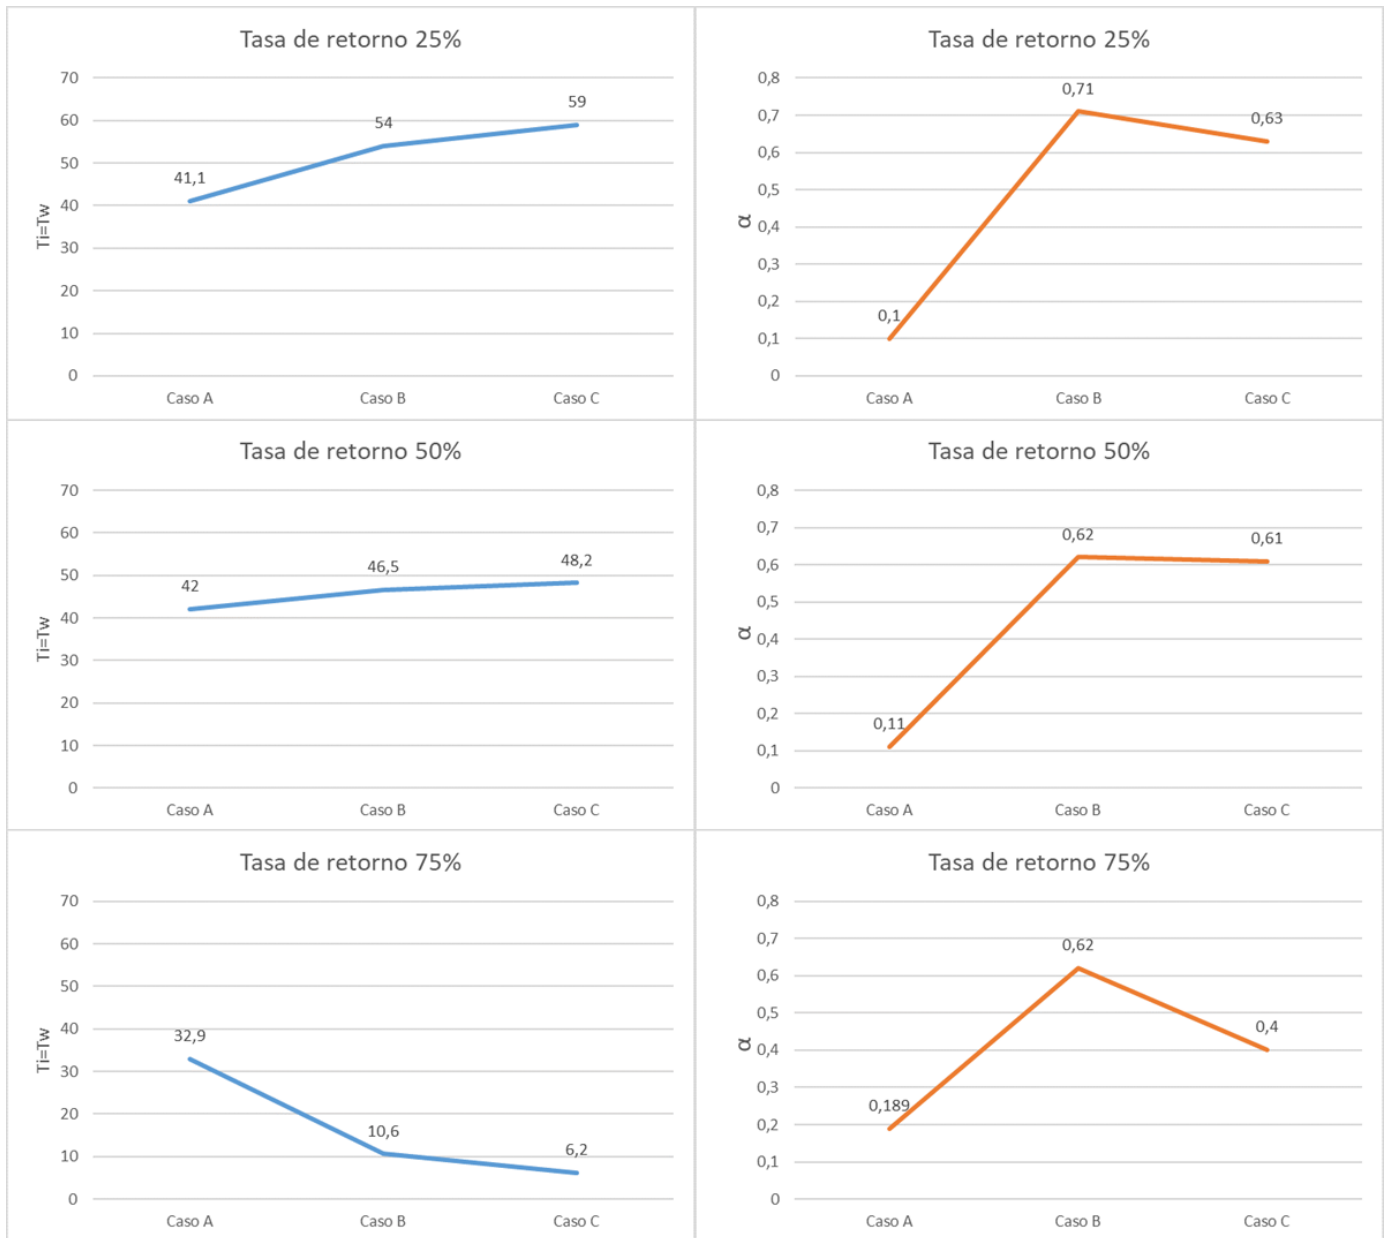 Tasa de retorno 25%
70
60
50
40
30
20
10
0
Ti=Tw
41,1
54
59
Caso A
Caso B
Caso C
Tasa de retorno 25%
0,8
0,7
0,6
0,5
0,4
0,3
0,2
0,1
0
α
0,1
0,71
0,63
Caso A
Caso B
Caso C
Tasa de retorno 50%
70
60
50
40
30
20
10
0
Ti=Tw
42
46,5
48,2
Caso A
Caso B
Caso C
Tasa de retorno 50%
0,8
0,7
0,6
0,5
0,4
0,3
0,2
0,1
0
α
0,11
0,62
0,61
Caso A
Caso B
Caso C
Tasa de retorno 75%
70
60
50
40
30
20
10
0
Ti=Tw
32,9
10,6
6,2
Caso A
Caso B
Caso C
Tasa de retorno 75%
0,8
0,7
0,6
0,5
0,4
0,3
0,2
0,1
0
α
0,189
0,62
0,4
Caso A
Caso B
Caso C